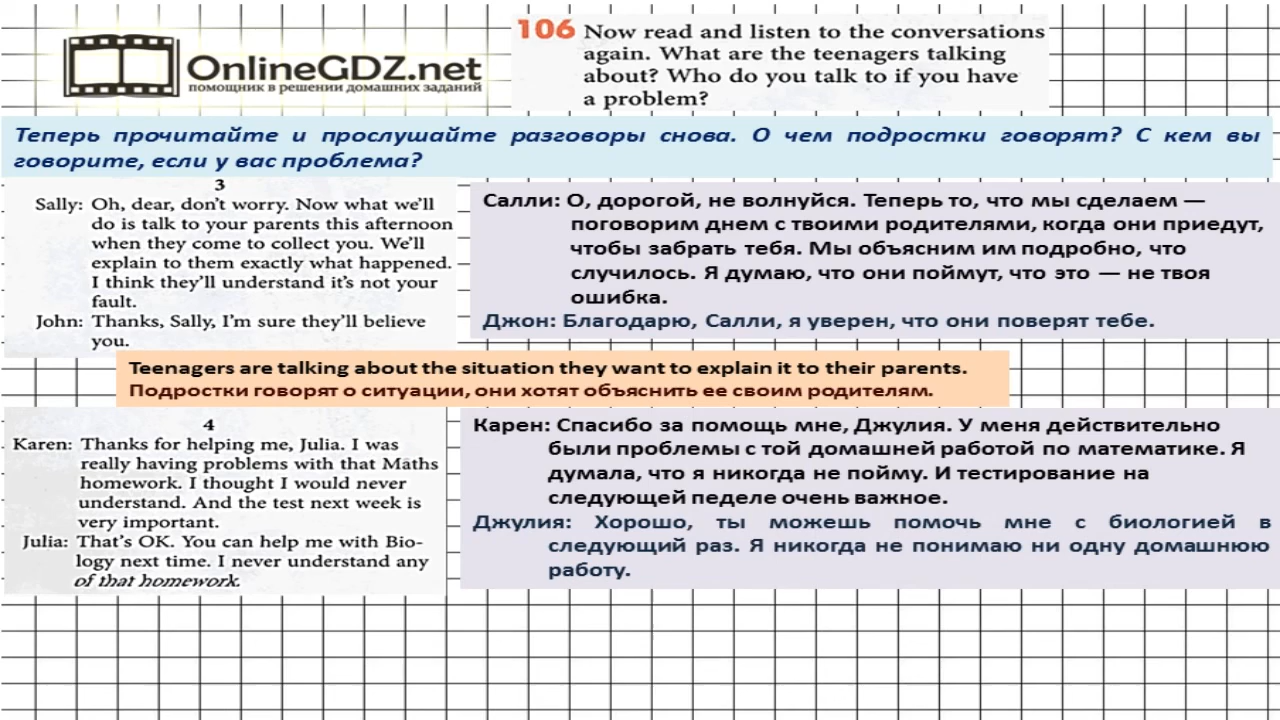 OnlineGDZ.net
помощник в решении домашних заданий
106 Now read and listen to the conversations
again. What are the teenagers talking
about? Who do you talk to if you have
a problem?
Теперь прочитайте и прослушайте разговоры снова. О чем подростки говорят? С кем вы
говорите, если у вас проблема?
3
Sally: Oh, dear, don't worry. Now what we'll
do is talk to your parents this afternoon
when they come to collect you. We'll
explain to them exactly what happened.
I think they'll understand it's not your
fault.
John: Thanks, Sally, I'm sure they'll believe
you.
Салли: О, дорогой, не волнуйся. Теперь то, что мы сделаем —
поговорим днем с твоими родителями, когда они приедут,
чтобы забрать тебя. Мы объясним им подробно, что
случилось. Я думаю, что они поймут, что это — не твоя
ошибка.
Джон: Благодарю, Салли, я уверен, что они поверят тебе.
Teenagers are talking about the situation they want to explain it to their parents.
Подростки говорят о ситуации, они хотят объяснить ее своим родителям.
4
Karen: Thanks for helping me, Julia. I was
really having problems with that Maths
homework. I thought I would never
understand. And the test next week is
very important.
Julia: That's OK. You can help me with Bio-
logy next time. I never understand any
of that homework.
Карен: Спасибо за помощь мне, Джулия. У меня действительно
были проблемы с той домашней работой по математике. Я
думала, что я никогда не пойму. И тестирование на
следующей педеле очень важное.
Джулия: Хорошо, ты можешь помочь мне с биологией в
следующий раз. Я никогда не понимаю ни одну домашнюю
работу.